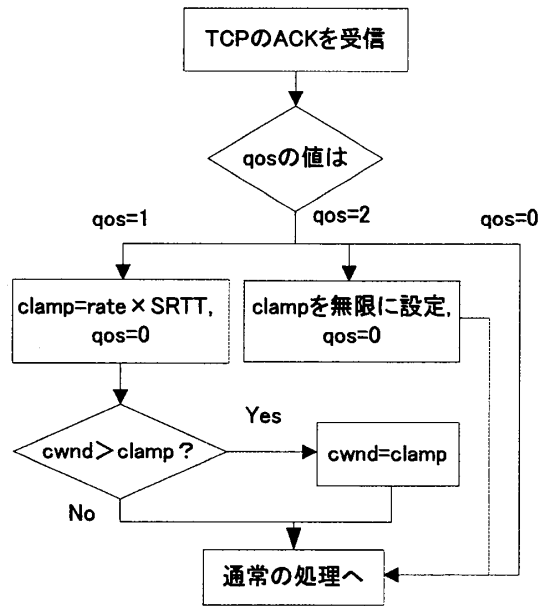 TCPのACKを受信
qosの値は
qos=1
qos=2
qos=0
clamp=rate×SRTT,
qos=0
clampを無限に設定,
qos=0
cwnd>clamp?
Yes
cwnd=clamp
No
通常の処理へ